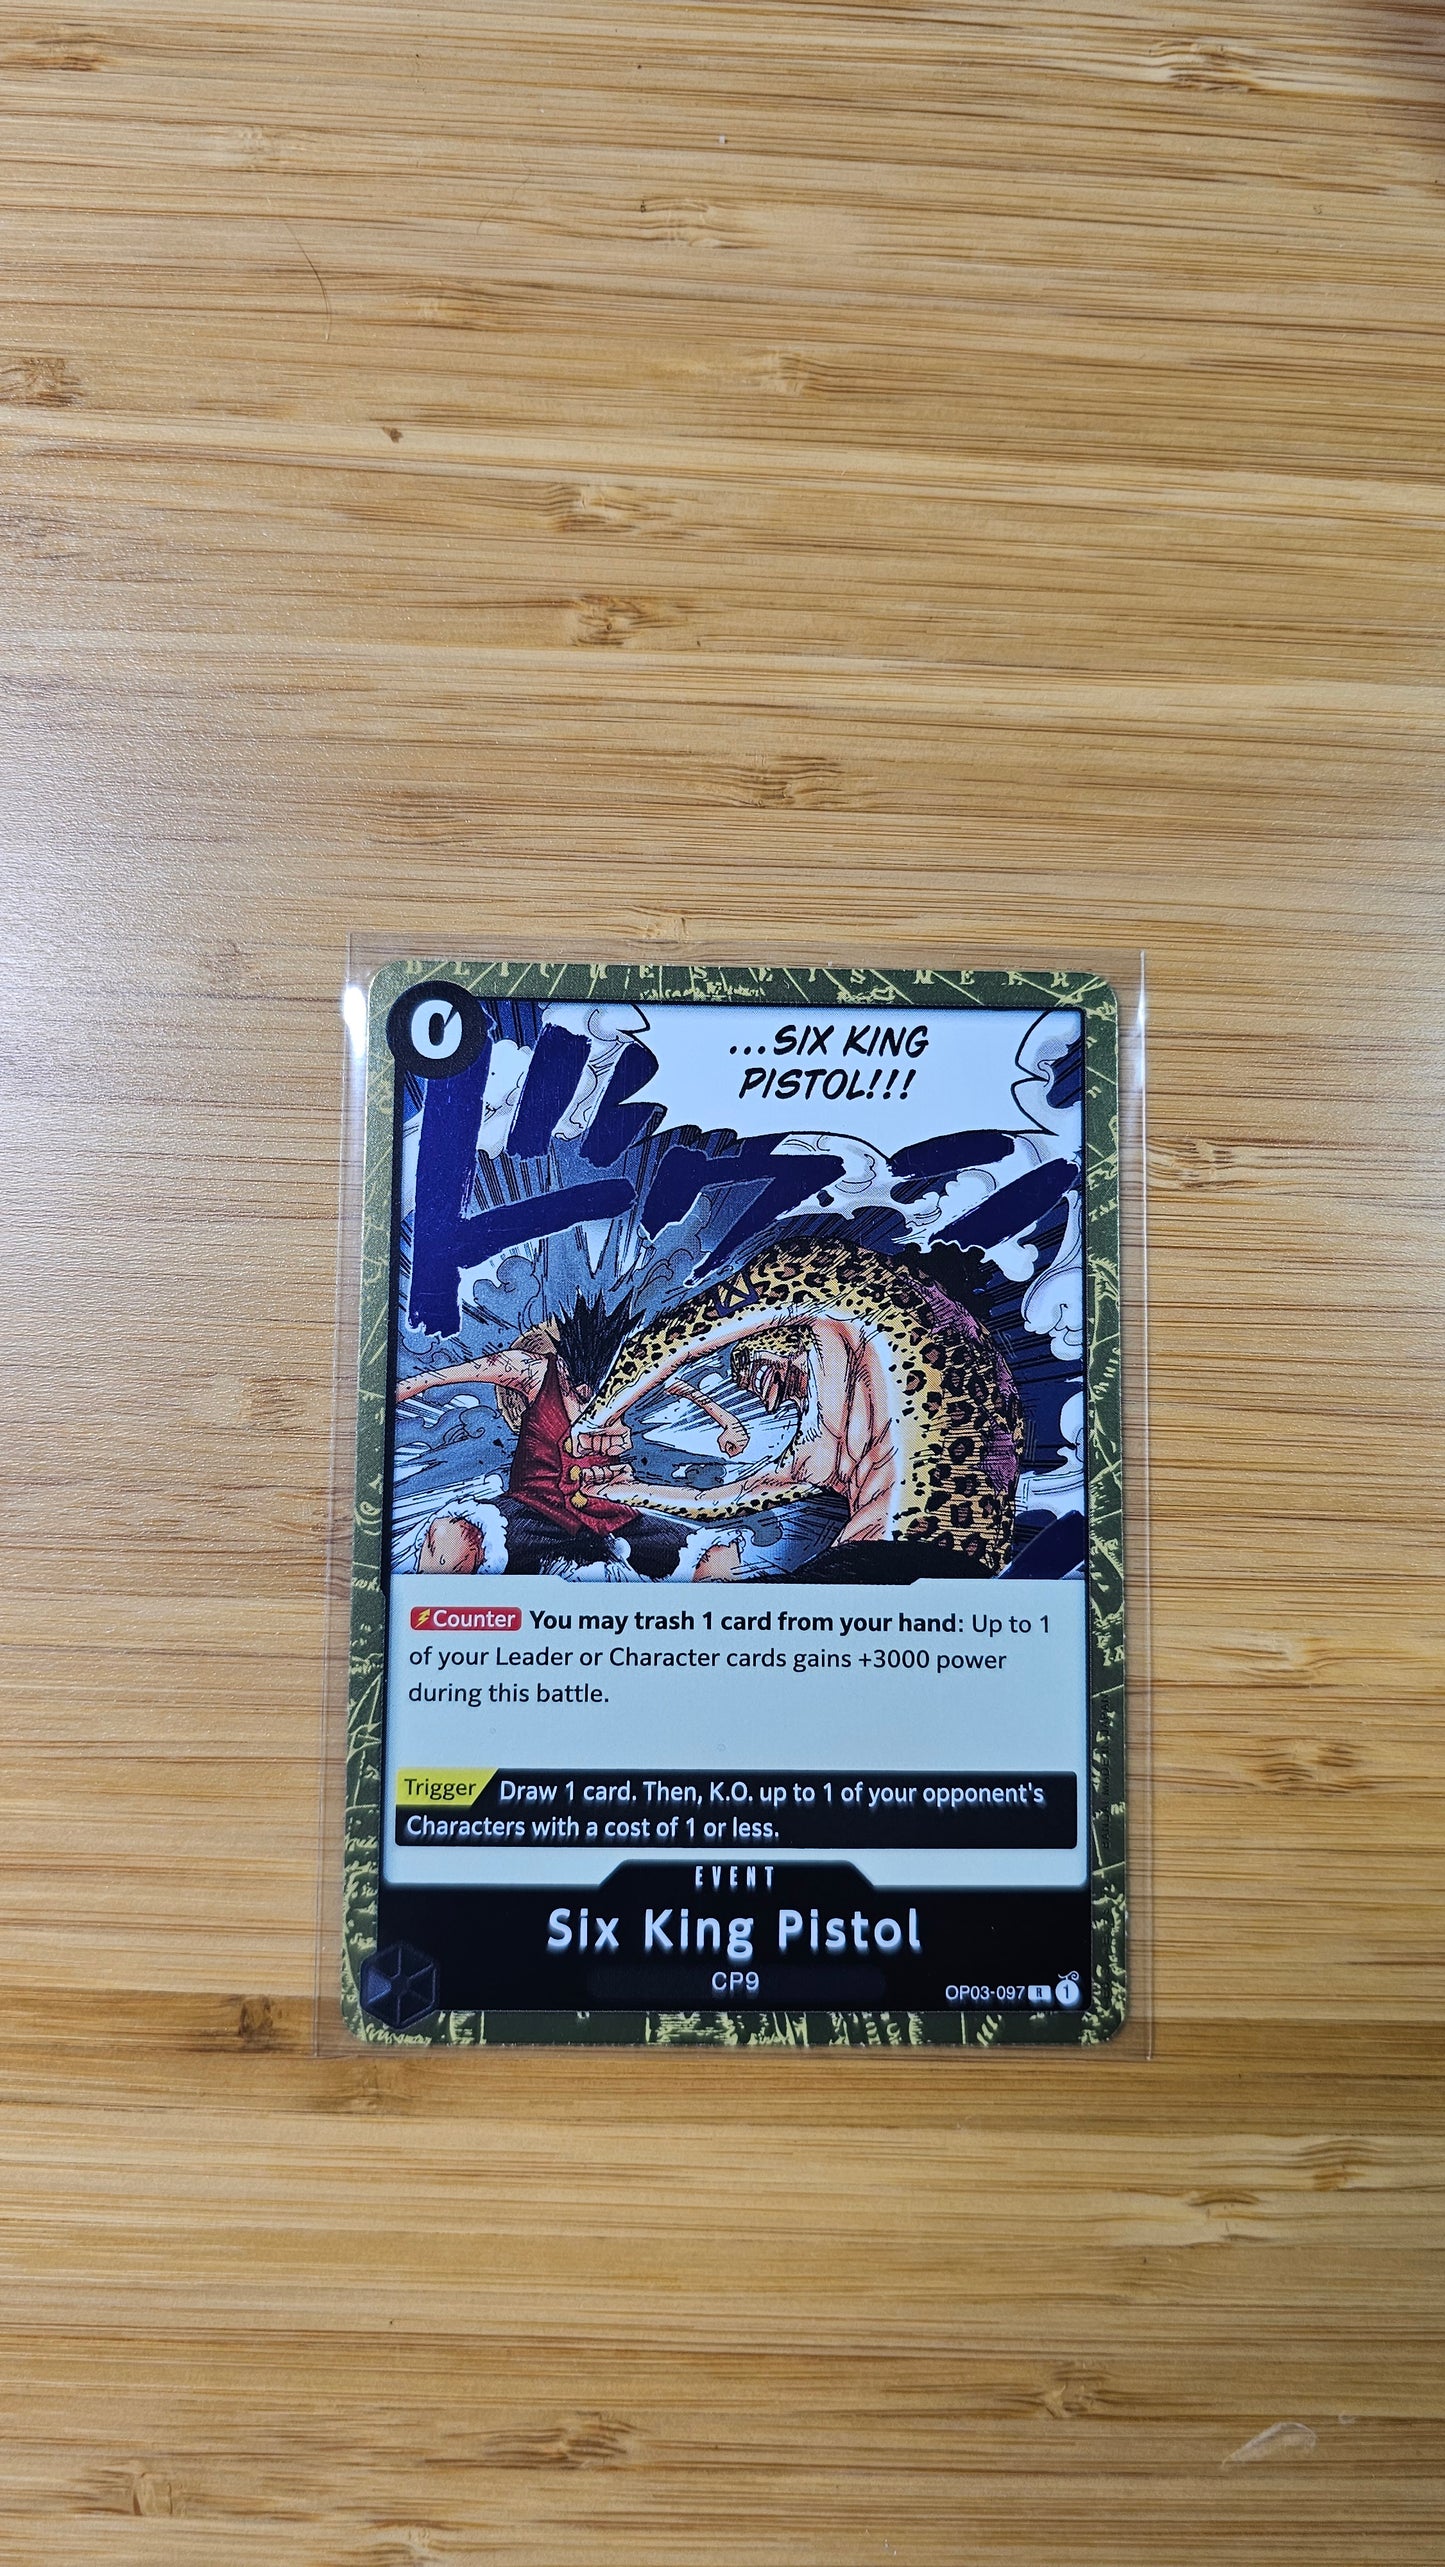 0
...SIX KING
PISTOL!!!
Counter You may trash 1 card from your hand: Up to 1
of your Leader or Character cards gains +3000 power
during this battle.
Trigger Draw 1 card. Then, K.O. up to 1 of your opponent's
Characters with a cost of 1 or less.
EVENT
Six King Pistol
CP9
OP03-097 R 1